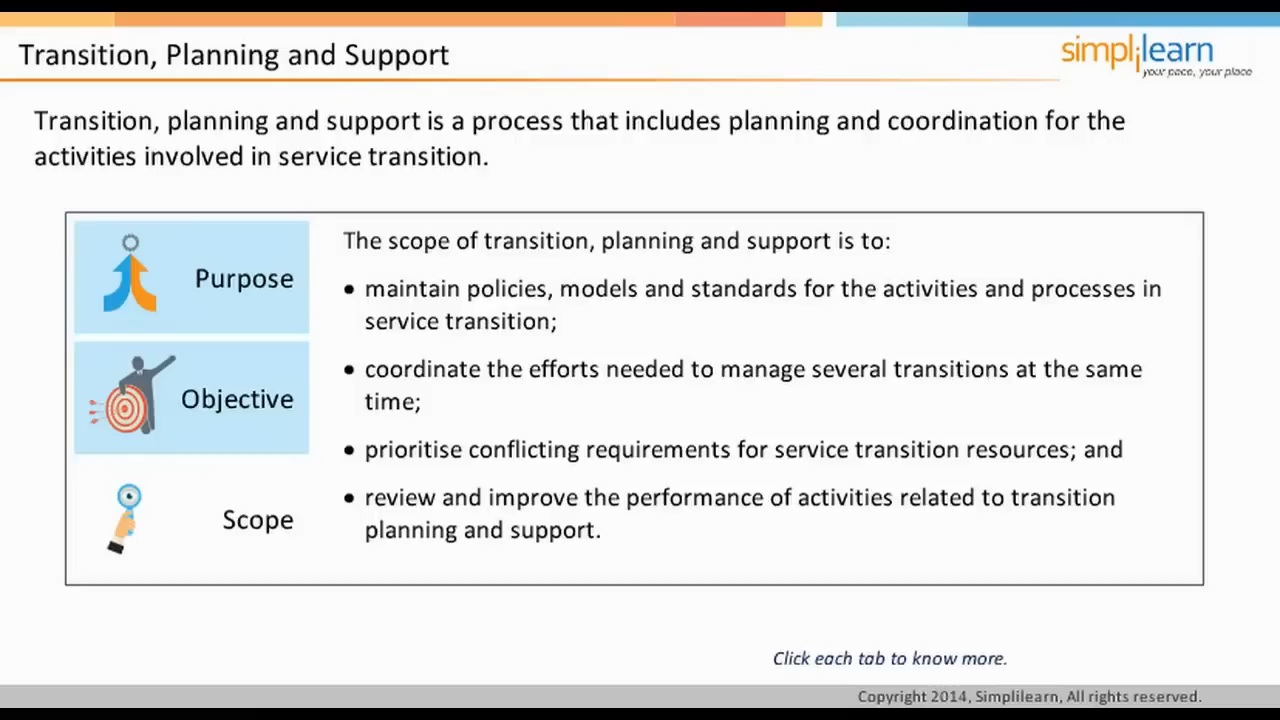 Transition, Planning and Support
simplilearn
your pace, your place
Transition, planning and support is a process that includes planning and coordination for the
activities involved in service transition.
Purpose
Objective
Scope
The scope of transition, planning and support is to:
• maintain policies, models and standards for the activities and processes in
service transition;
• coordinate the efforts needed to manage several transitions at the same
time;
• prioritise conflicting requirements for service transition resources; and
• review and improve the performance of activities related to transition
planning and support.
Click each tab to know more.
Copyright 2014, Simplilearn, All rights reserved.